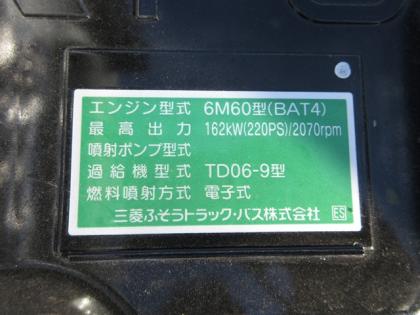 エンジン型式 6M60型(BAT4)
最高出力 162kW(220PS)/2070rpm
噴射ポンプ型式
過給機型式 TD06-9型
燃料噴射方式 電子式
三菱ふそうトラック・バス株式会社 ES